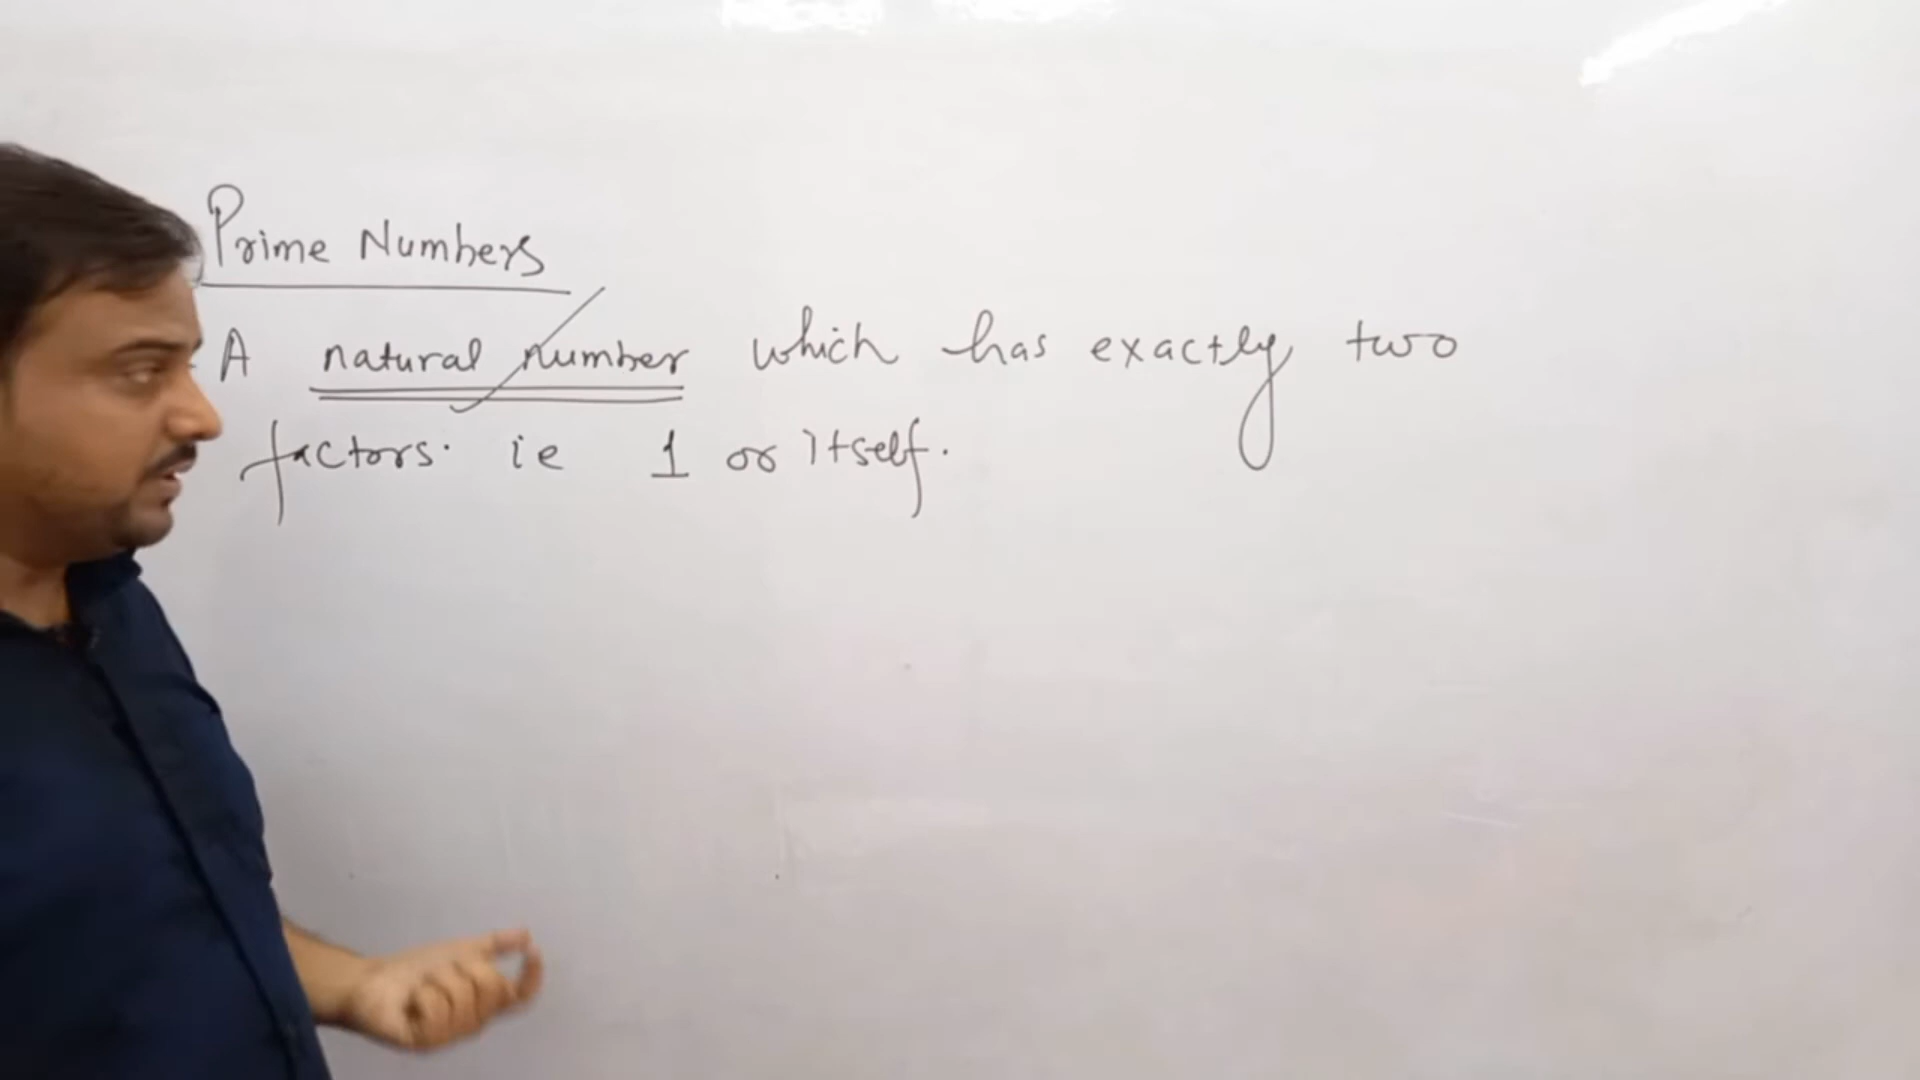 Prime Numbers
A natural number which has exactly two
factors. ie 1 or itself.